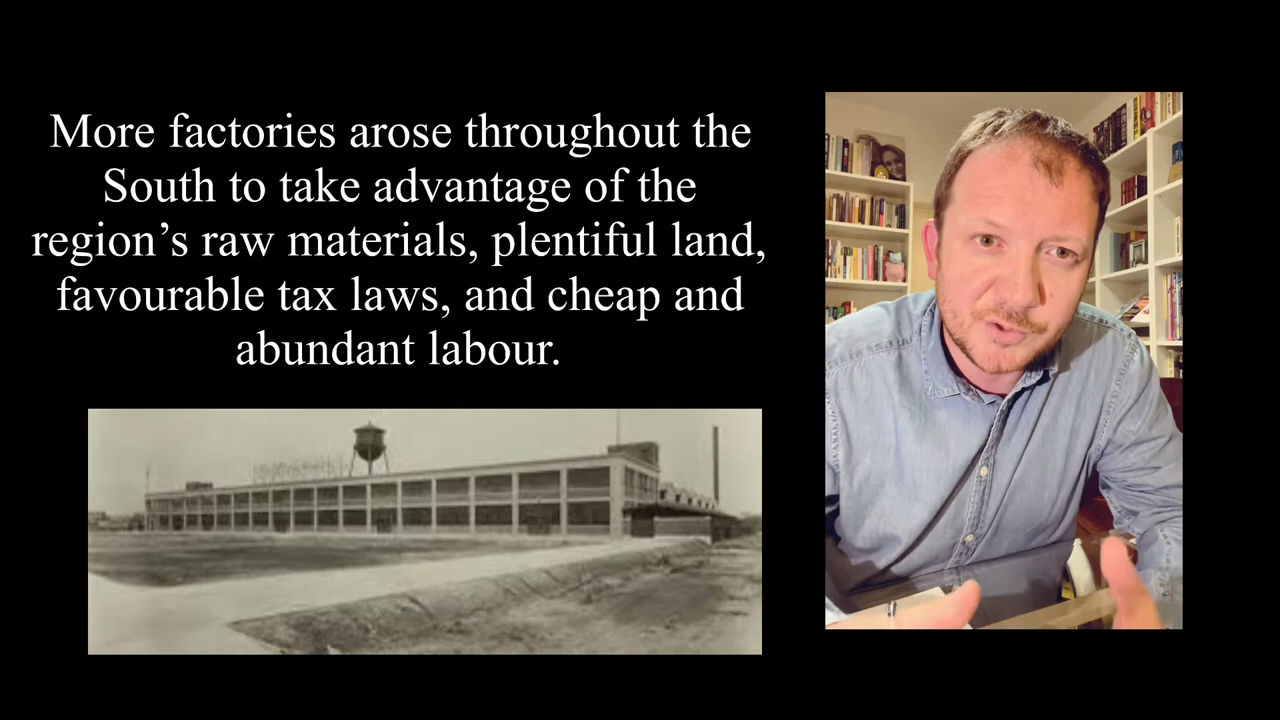 More factories arose throughout the
South to take advantage of the
region’s raw materials, plentiful land,
favourable tax laws, and cheap and
abundant labour.